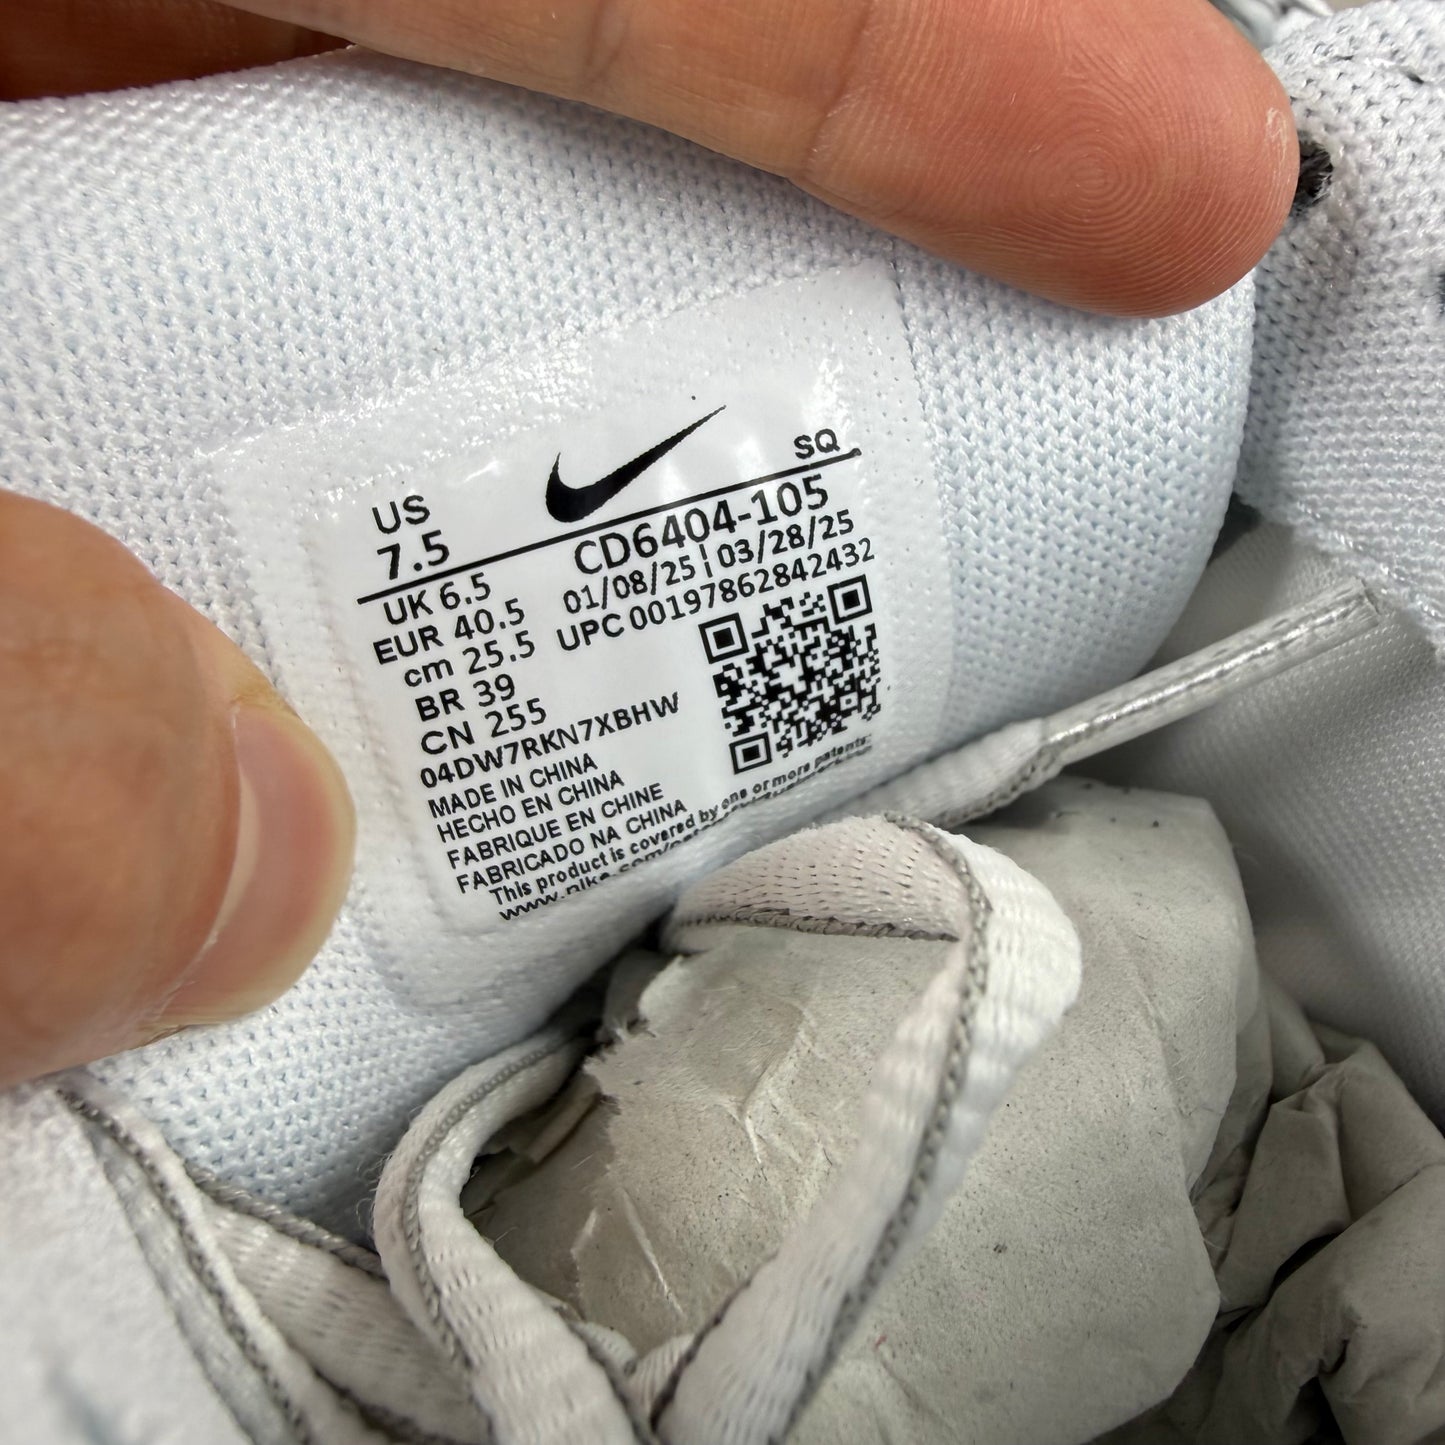 SQ
US
7.5
CD6404-105
UK 6.5
01/08/25 | 03/28/25
EUR 40.5
UPC 00197862842432
cm 25.5
BR 39
CN 255
04DW7RKN7XBHW
MADE IN CHINA
HECHO EN CHINA
FABRIQUE EN CHINE
FABRICADO NA CHINA
This product is covered by one or more patents: